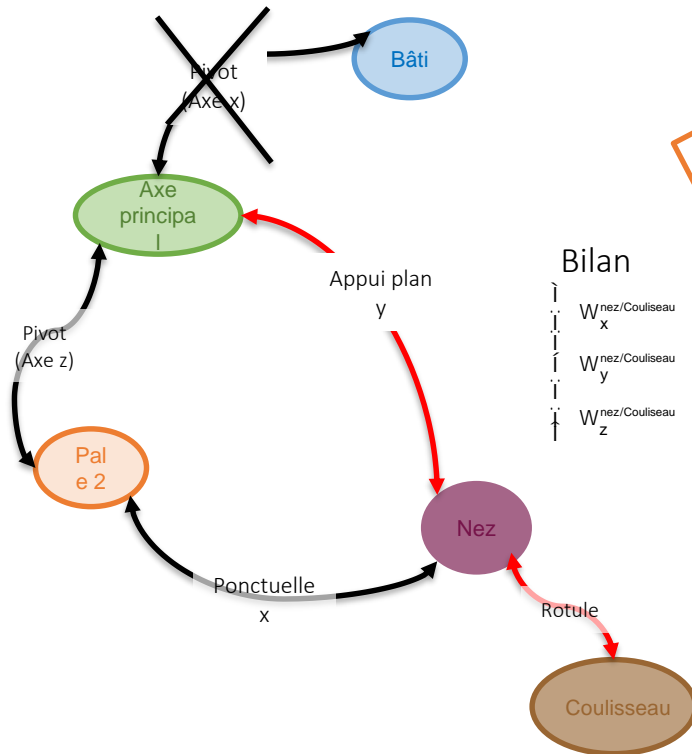 Bâti
Pivot
(Axe x)
Axe
principa
l
Appui plan
y
Bilan
W x nez/Couliseau
W y nez/Couliseau
W z nez/Couliseau
Pivot
(Axe z)
Pal
e 2
Nez
Ponctuelle
x
Rotule
Coulisseau